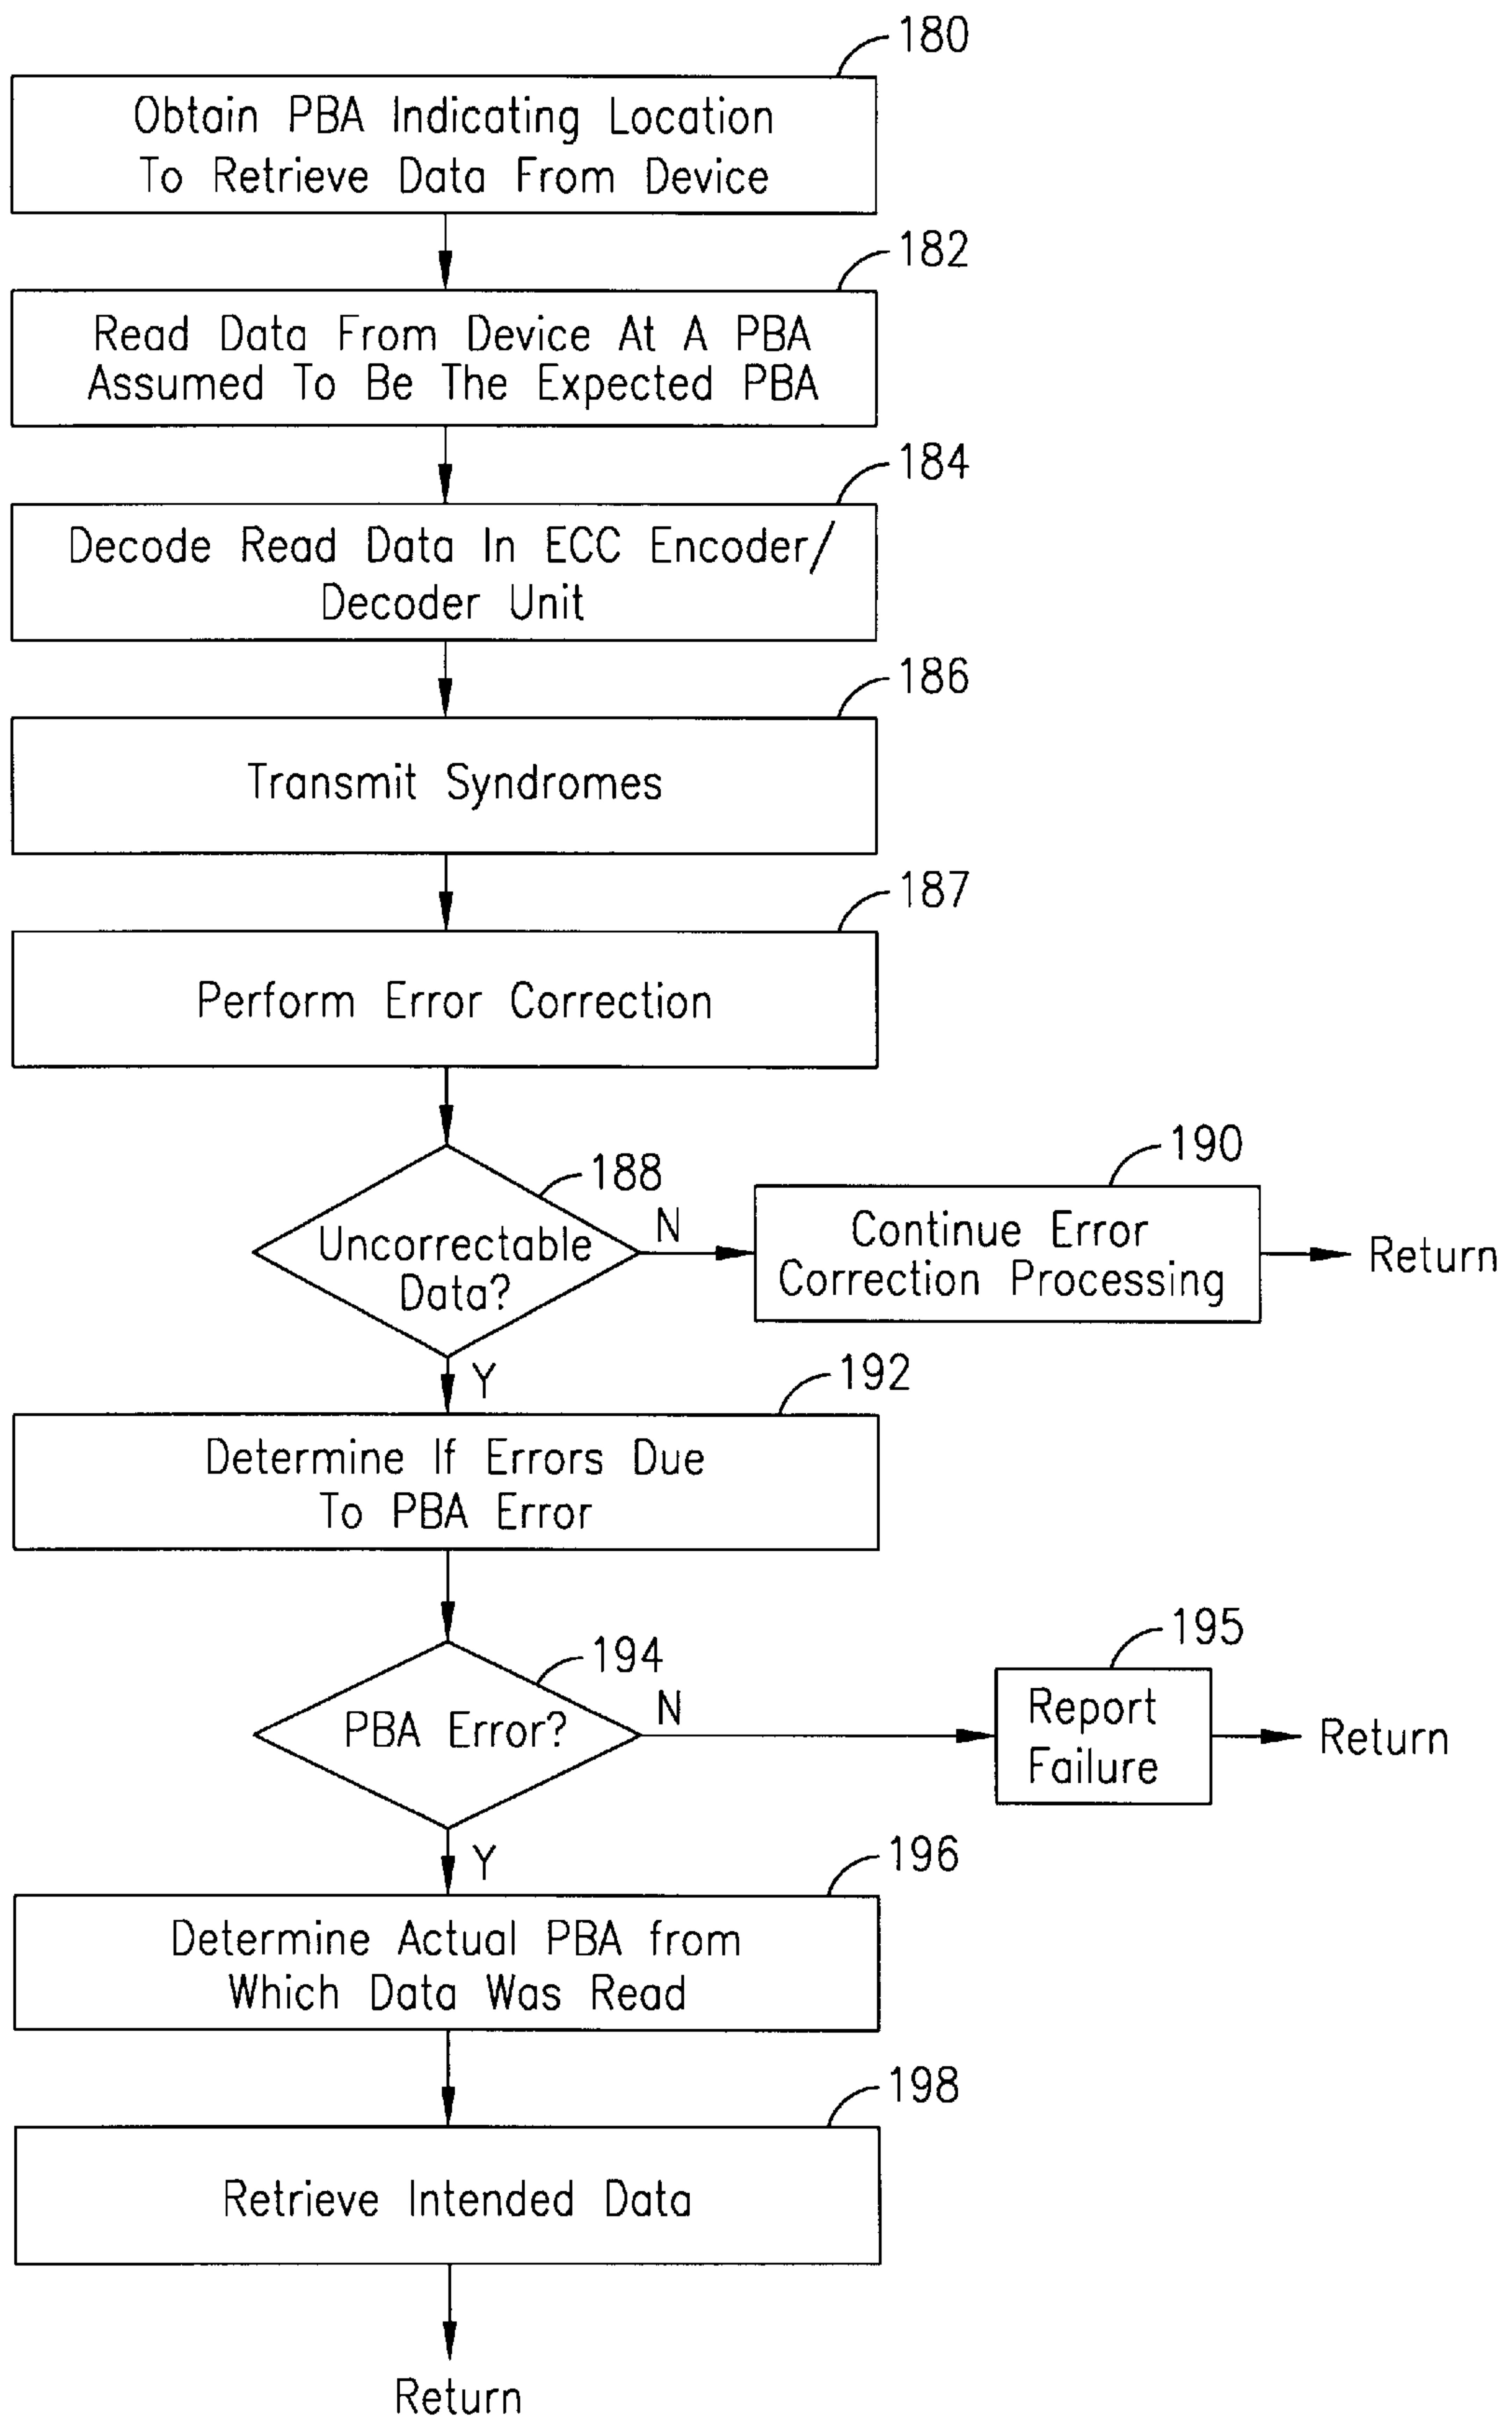 180
Obtain PBA Indicating Location
To Retrieve Data From Device
182
Read Data From Device At A PBA
Assumed To Be The Expected PBA
184
Decode Read Data In ECC Encoder/
Decoder Unit
186
Transmit Syndromes
187
Perform Error Correction
188
Uncorrectable
Data?
N
190
Continue Error
Correction Processing
Return
Y
192
Determine If Errors Due
To PBA Error
194
PBA Error?
N
195
Report
Failure
Return
Y
196
Determine Actual PBA from
Which Data Was Read
198
Retrieve Intended Data
Return